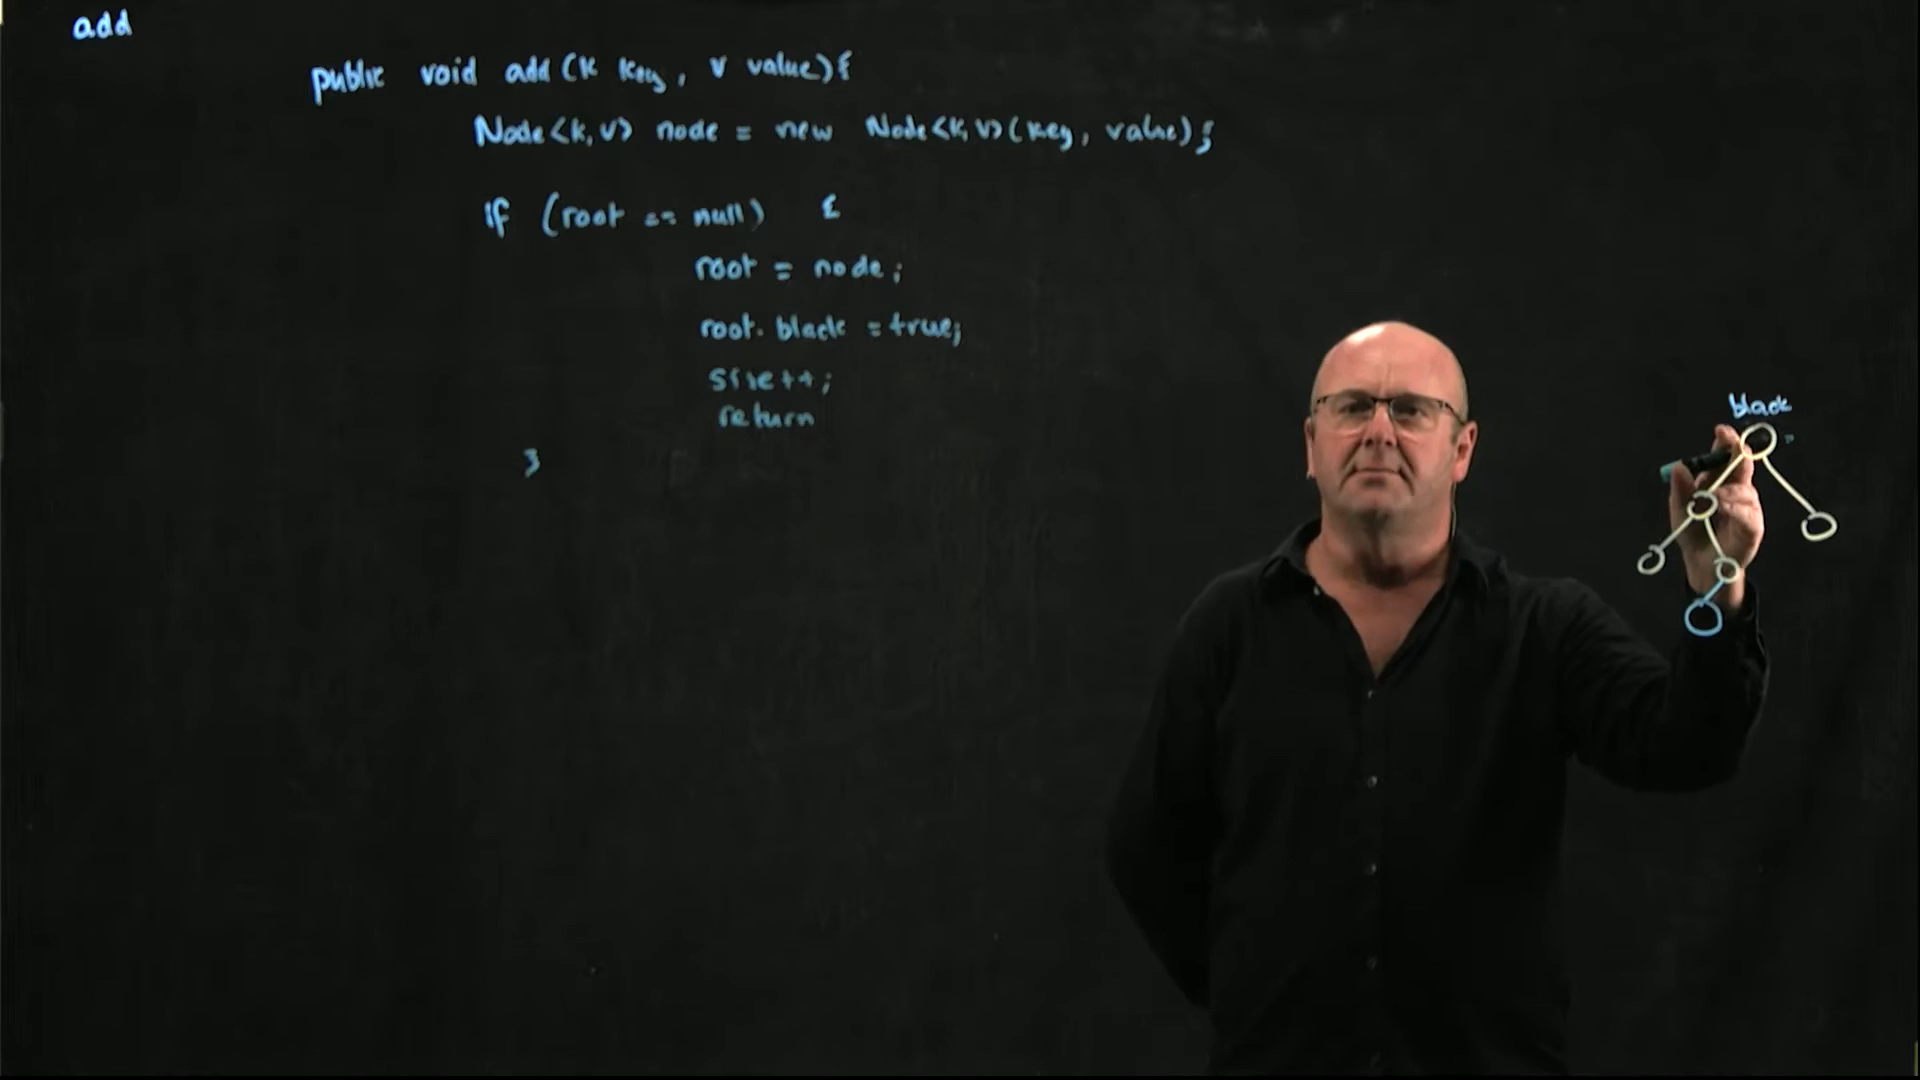 add
public void add (K key, V value) {
Node<K, V> node = new Node<K, V> (key, value);
if (root == null) {
root = node;
root. black = true;
size ++;
return
}
black